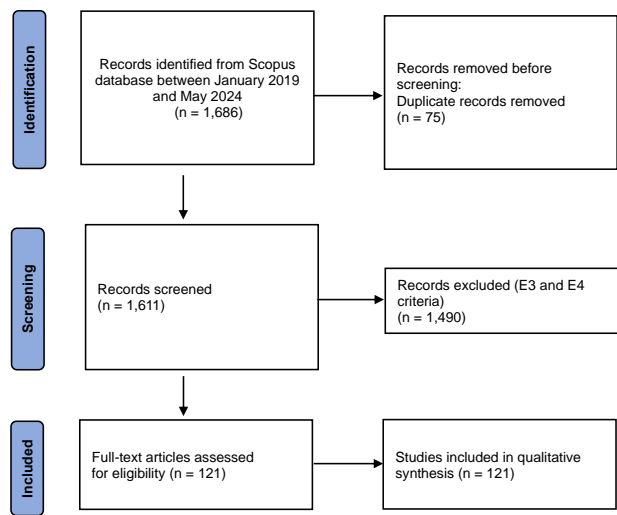 Identification
Records identified from Scopus
database between January 2019
and May 2024
(n = 1,686)
Records removed before
screening:
Duplicate records removed
(n = 75)
Screening
Records screened
(n = 1,611)
Records excluded (E3 and E4
criteria)
(n = 1,490)
Included
Full-text articles assessed
for eligibility (n = 121)
Studies included in qualitative
synthesis (n = 121)